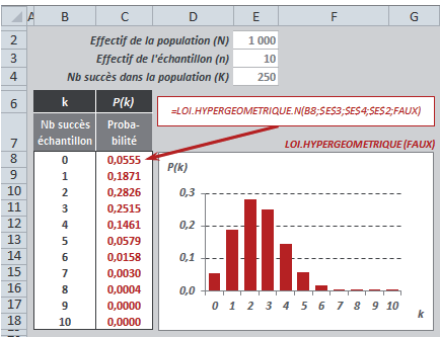 A B C D E F G
2 Effectif de la population (N) 1 000
3 Effectif de l'échantillon (n) 10
4 Nb succès dans la population (K) 250
6 k P(k) =LOI.HYPERGEOMETRIQUE.N(B8;$E$3;$E$4;$E$2;FAUX)
7 Nb succès échantillon Proba-bilité LOI.HYPERGEOMETRIQUE (FAUX)
8 0 0,0555
9 1 0,1871
10 2 0,2826
11 3 0,2515
12 4 0,1461
13 5 0,0579
14 6 0,0158
15 7 0,0030
16 8 0,0004
17 9 0,0000
18 10 0,0000
P(k)
0,3
0,2
0,1
0,0
0 1 2 3 4 5 6 7 8 9 10
k